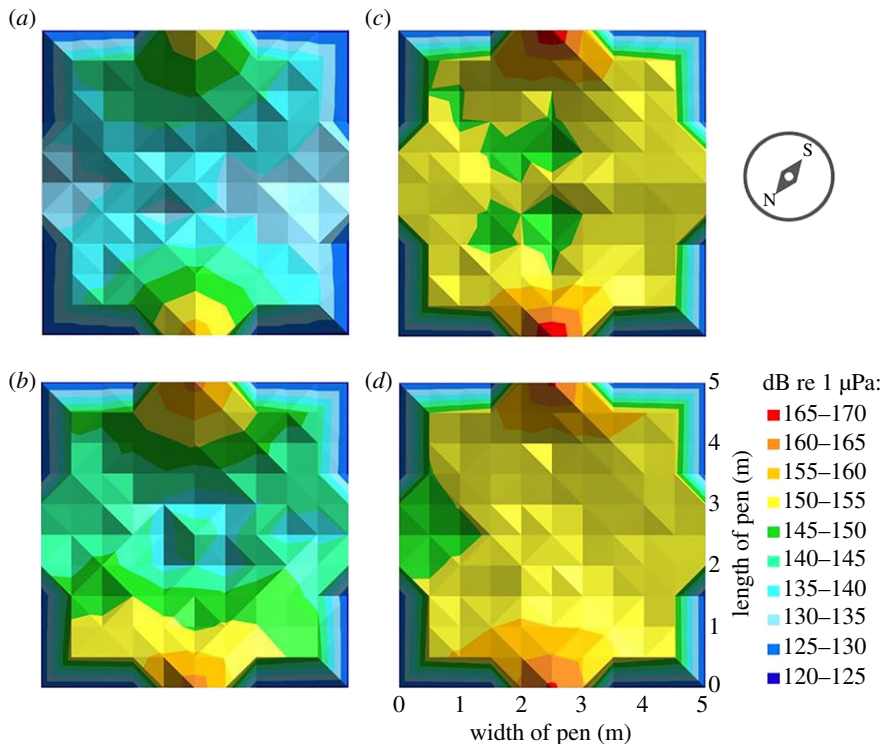 (a)
(c)
S
N
(b)
(d)
5
4
3
2
1
0
length of pen (m)
0 1 2 3 4 5
width of pen (m)
dB re 1 µPa:
165–170
160–165
155–160
150–155
145–150
140–145
135–140
130–135
125–130
120–125